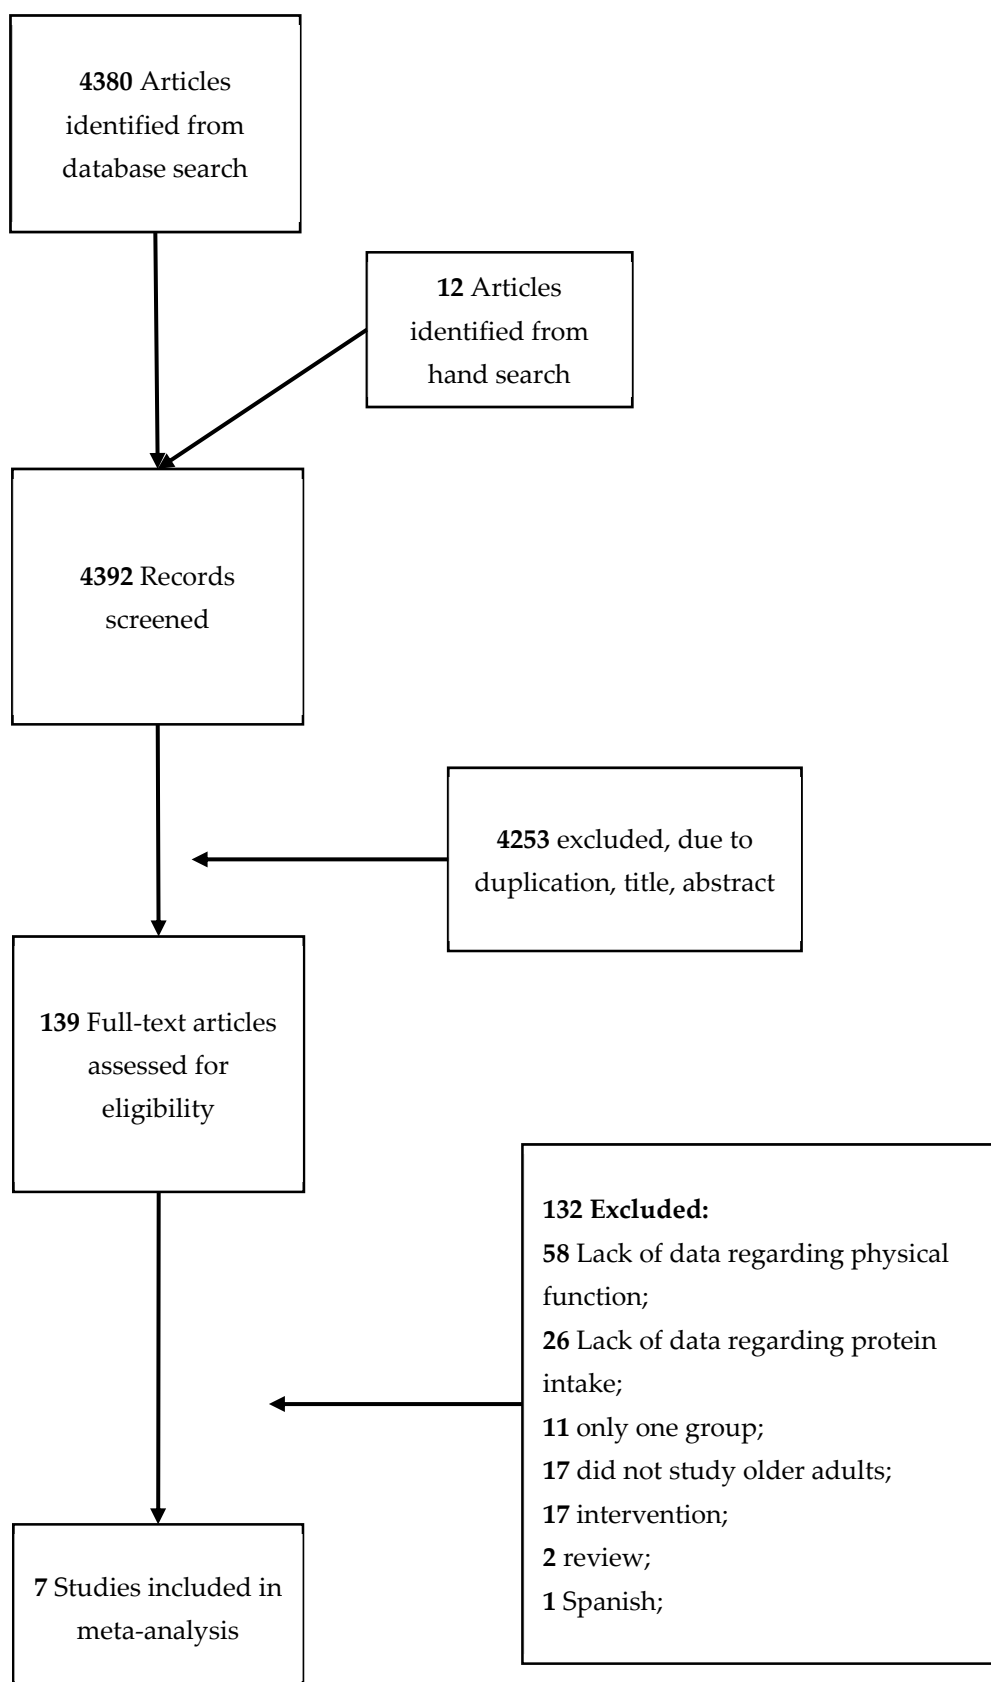 4380 Articles
identified from
database search
12 Articles
identified from
hand search
4392 Records
screened
4253 excluded, due to
duplication, title, abstract
139 Full-text articles
assessed for
eligibility
132 Excluded:
58 Lack of data regarding physical
function;
26 Lack of data regarding protein
intake;
11 only one group;
17 did not study older adults;
17 intervention;
2 review;
1 Spanish;
7 Studies included in
meta-analysis